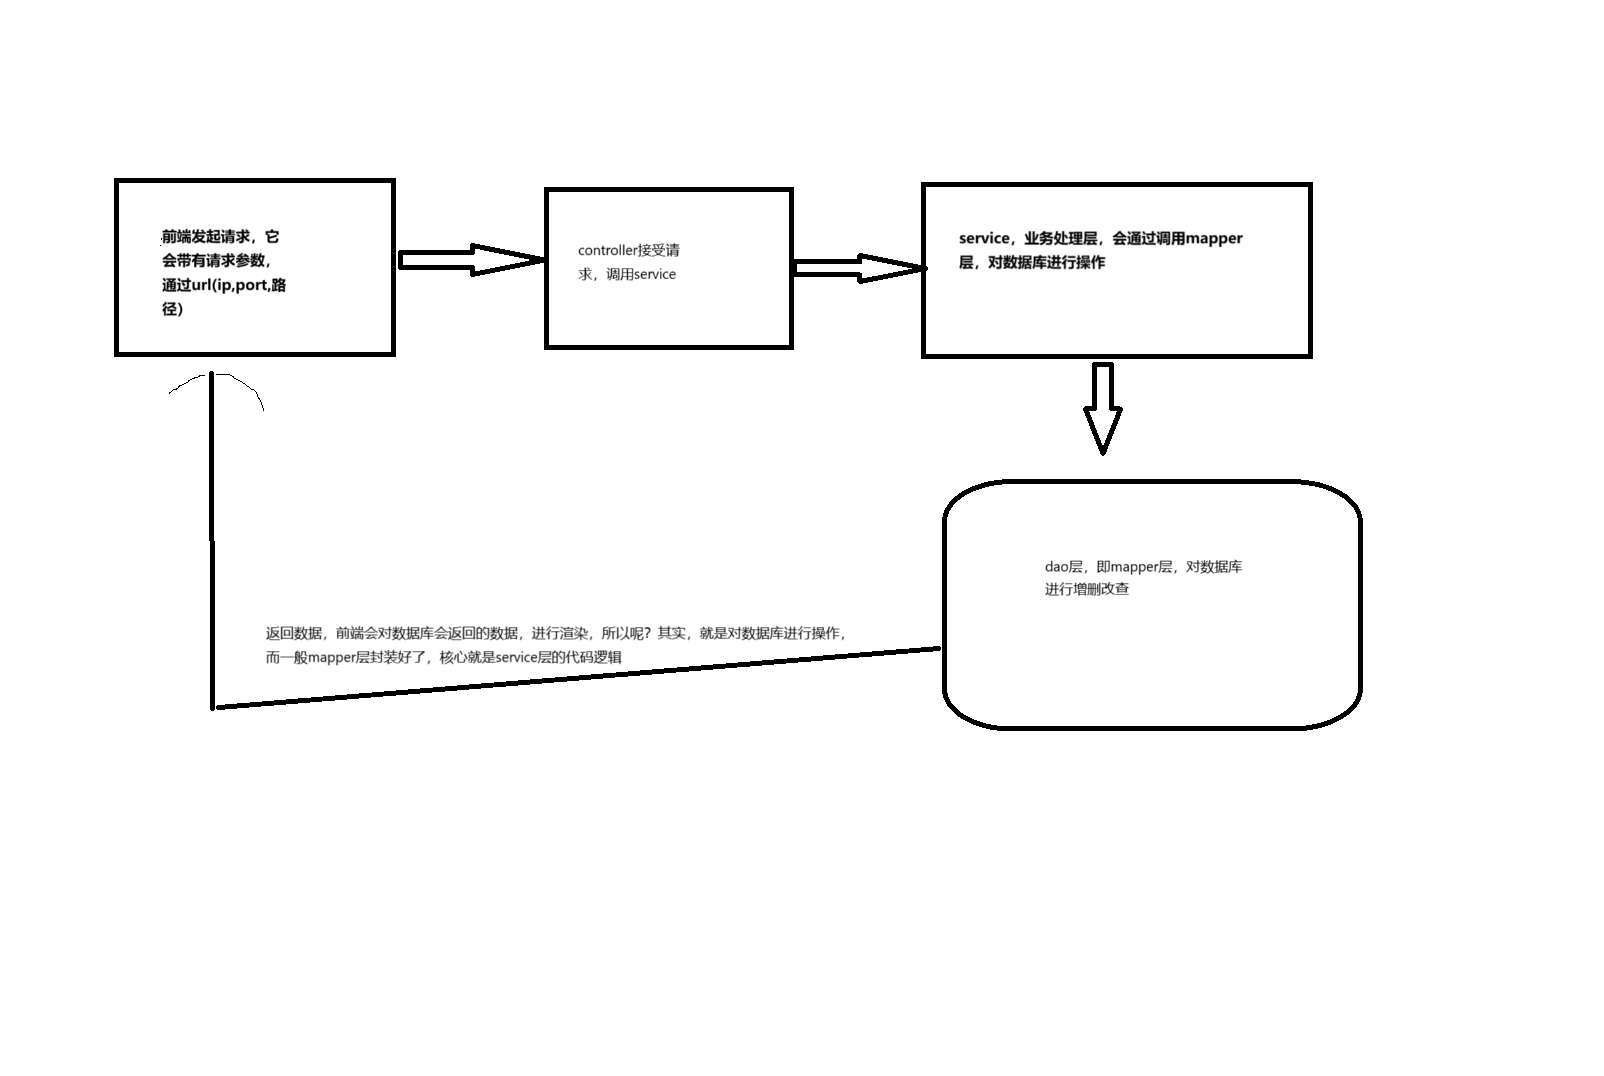 前端发起请求，它
会带有请求参数，
通过url(ip,port,路
径)
controller接受请
求，调用service
service，业务处理层，会通过调用mapper
层，对数据库进行操作
dao层，即mapper层，对数据库
进行增删改查
返回数据，前端会对数据库会返回的数据，进行渲染，所以呢？其实，就是对数据库进行操作，
而一般mapper层封装好了，核心就是service层的代码逻辑